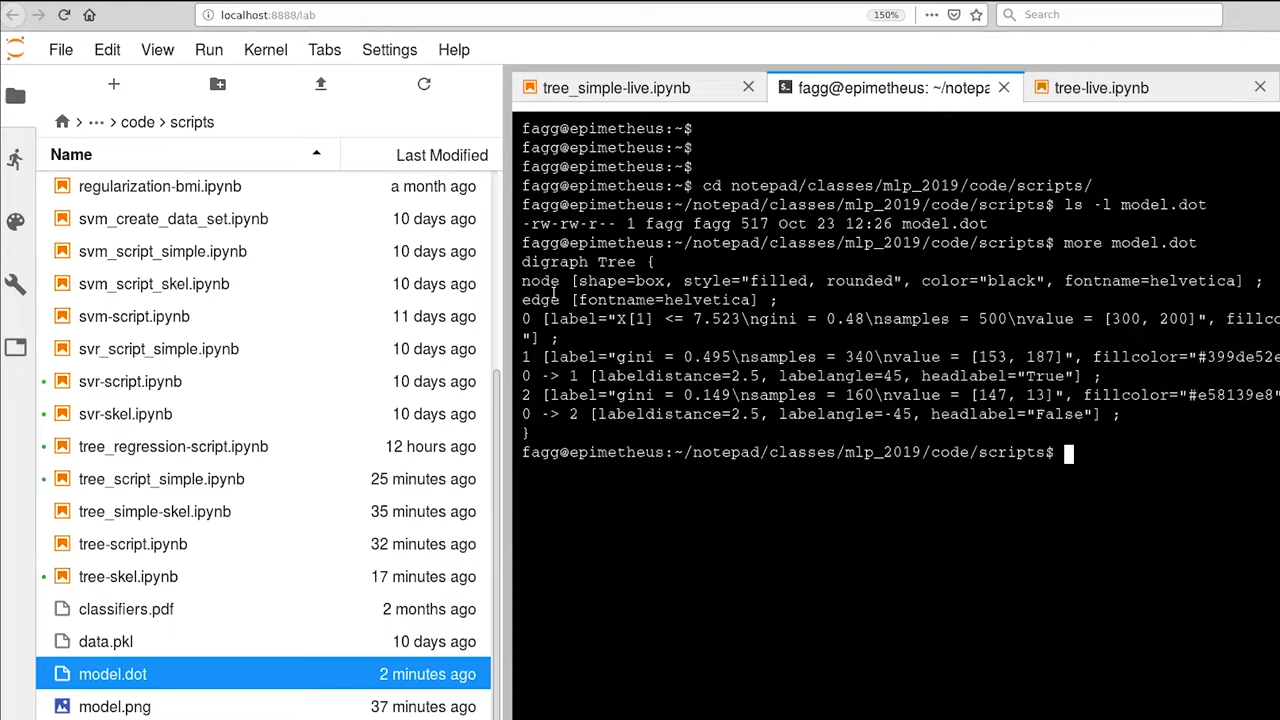 localhost:8888/lab
150%
Search
File Edit View Run Kernel Tabs Settings Help
tree_simple-live.ipynb
fagg@epimetheus: ~/notepa
tree-live.ipynb
code > scripts
Name Last Modified
regularization-bmi.ipynb a month ago
svm_create_data_set.ipynb 10 days ago
svm_script_simple.ipynb 10 days ago
svm_script_skel.ipynb 10 days ago
svm-script.ipynb 11 days ago
svr_script_simple.ipynb 10 days ago
svr-script.ipynb 10 days ago
svr-skel.ipynb 10 days ago
tree_regression-script.ipynb 12 hours ago
tree_script_simple.ipynb 25 minutes ago
tree_simple-skel.ipynb 35 minutes ago
tree-script.ipynb 32 minutes ago
tree-skel.ipynb 17 minutes ago
classifiers.pdf 2 months ago
data.pkl 10 days ago
model.dot 2 minutes ago
model.png 37 minutes ago
fagg@epimetheus:~$
fagg@epimetheus:~$
fagg@epimetheus:~$
fagg@epimetheus:~$ cd notepad/classes/mlp_2019/code/scripts/
fagg@epimetheus:~/notepad/classes/mlp_2019/code/scripts$ ls -l model.dot
-rw-rw-r-- 1 fagg fagg 517 Oct 23 12:26 model.dot
fagg@epimetheus:~/notepad/classes/mlp_2019/code/scripts$ more model.dot
digraph Tree {
node [shape=box, style="filled, rounded", color="black", fontname=helvetica] ;
edge [fontname=helvetica] ;
0 [label="X[1] <= 7.523\ngini = 0.48\nsamples = 500\nvalue = [300, 200]", fillco
"] ;
1 [label="gini = 0.495\nsamples = 340\nvalue = [153, 187]", fillcolor="#399de52e
0 -> 1 [labeldistance=2.5, labelangle=45, headlabel="True"] ;
2 [label="gini = 0.149\nsamples = 160\nvalue = [147, 13]", fillcolor="#e58139e8"
0 -> 2 [labeldistance=2.5, labelangle=-45, headlabel="False"] ;
}
fagg@epimetheus:~/notepad/classes/mlp_2019/code/scripts$